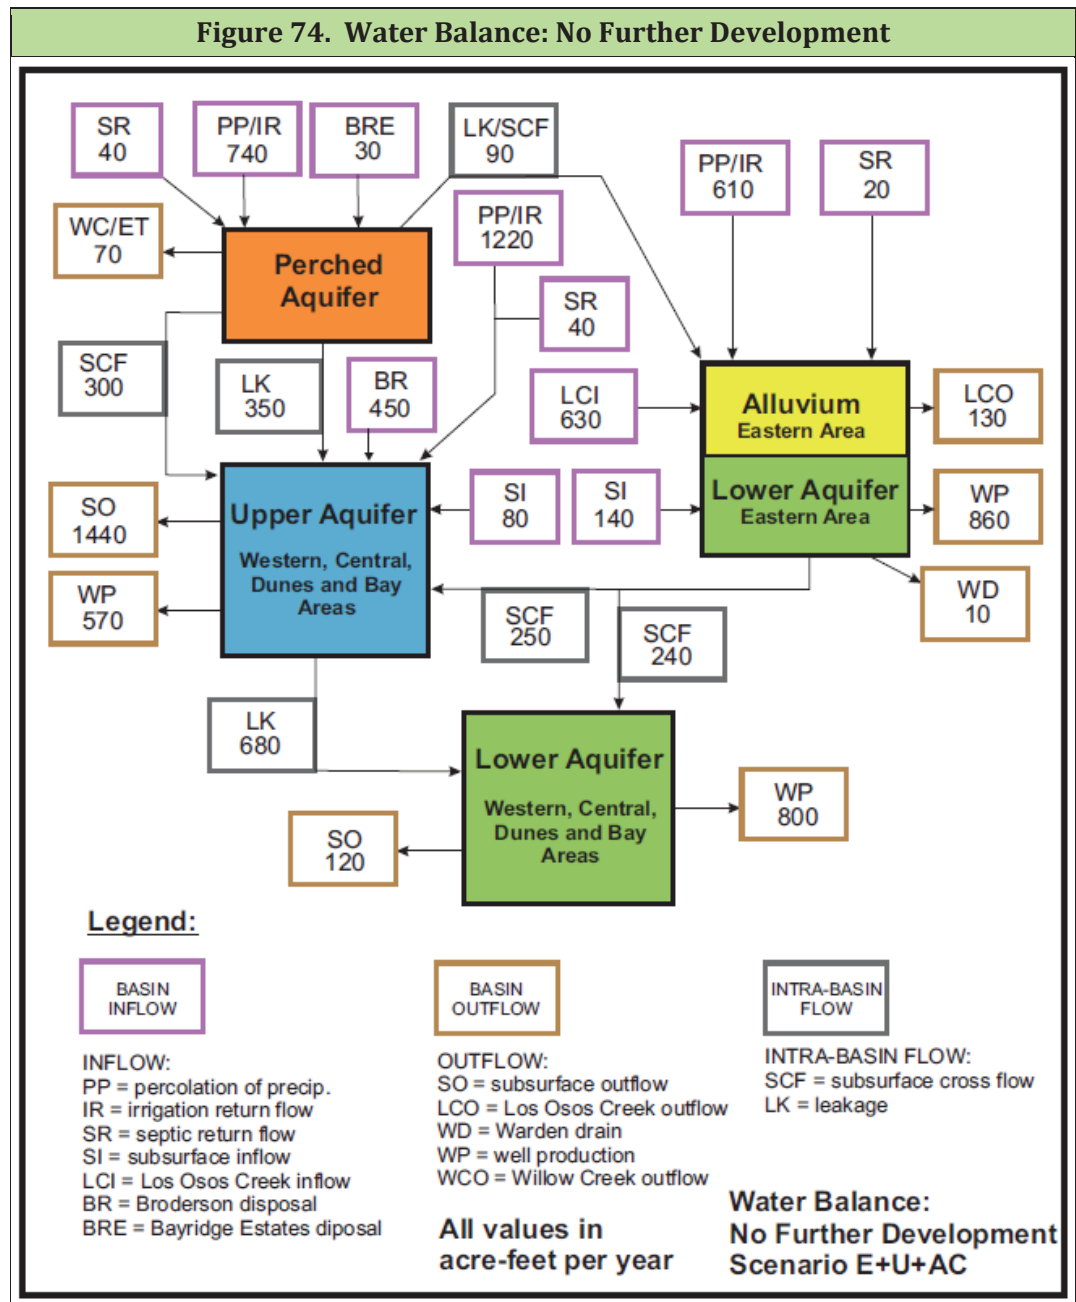 Figure 74.  Water Balance: No Further Development
SR
40
PP/IR
740
BRE
30
LK/SCF
90
PP/IR
610
SR
20
WC/ET
70
PP/IR
1220
Perched
Aquifer
SR
40
SCF
300
LK
350
BR
450
LCI
630
Alluvium
Eastern Area
LCO
130
SO
1440
Upper Aquifer
Western, Central,
Dunes and Bay
Areas
SI
80
SI
140
Lower Aquifer
Eastern Area
WP
860
WP
570
SCF
250
SCF
240
WD
10
LK
680
Lower Aquifer
Western, Central,
Dunes and Bay
Areas
WP
800
SO
120
Legend:
BASIN
INFLOW
BASIN
OUTFLOW
INTRA-BASIN
FLOW
INFLOW:
PP = percolation of precip.
IR = irrigation return flow
SR = septic return flow
SI = subsurface inflow
LCI = Los Osos Creek inflow
BR = Broderson disposal
BRE = Bayridge Estates diposal
OUTFLOW:
SO = subsurface outflow
LCO = Los Osos Creek outflow
WD = Warden drain
WP = well production
WCO = Willow Creek outflow
INTRA-BASIN FLOW:
SCF = subsurface cross flow
LK = leakage
All values in
acre-feet per year
Water Balance:
No Further Development
Scenario E+U+AC